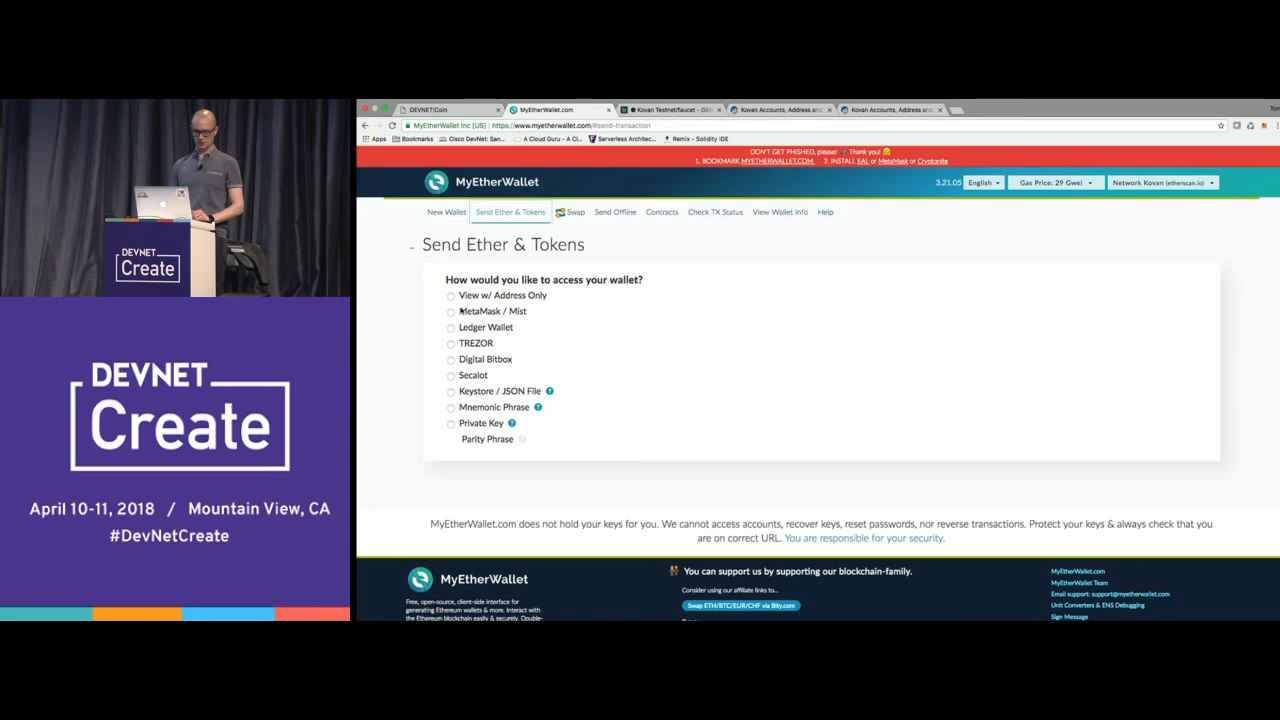 DEVNET
Create
DEVNET
Create
April 10-11, 2018 / Mountain View, CA
#DevNetCreate
DEVNET|Coin
MyEtherWallet.com
Kovan Testnet/faucet - Gitt
Kovan Accounts, Address and
Kovan Accounts, Address and
MyEtherWallet Inc [US] https://www.myetherwallet.com/#send-transaction
Apps Bookmarks Cisco DevNet: San... A Cloud Guru - A Cl... Serverless Architec... Remix - Solidity IDE
DON'T GET PHISHED, please! Thank you!
1. BOOKMARK MYETHERWALLET.COM 2. INSTALL EAL or MetaMask or Cryptonite
MyEtherWallet
3.21.05 English Gas Price: 29 Gwei Network Kovan (etherscan.io)
New Wallet Send Ether & Tokens Swap Send Offline Contracts Check TX Status View Wallet Info Help
- Send Ether & Tokens
How would you like to access your wallet?
View w/ Address Only
MetaMask / Mist
Ledger Wallet
TREZOR
Digital Bitbox
Secalot
Keystore / JSON File ?
Mnemonic Phrase ?
Private Key ?
Parity Phrase
MyEtherWallet.com does not hold your keys for you. We cannot access accounts, recover keys, reset passwords, nor reverse transactions. Protect your keys & always check that you
are on correct URL. You are responsible for your security.
MyEtherWallet
Free, open-source, client-side interface for
generating Ethereum wallets & more. Interact with
the Ethereum blockchain easily & securely. Double-
You can support us by supporting our blockchain-family.
Consider using our affiliate links to...
Swap ETH/BTC/EUR/CHF via Bity.com
MyEtherWallet.com
MyEtherWallet Team
Email support: support@myetherwallet.com
Unit Converters & ENS Debugging
Sign Message